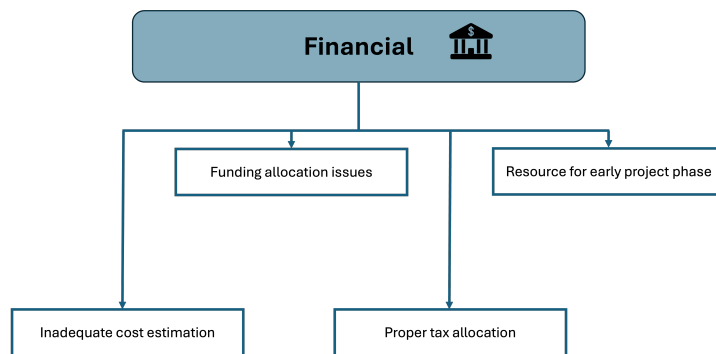 Financial
Funding allocation issues
Resource for early project phase
Inadequate cost estimation
Proper tax allocation